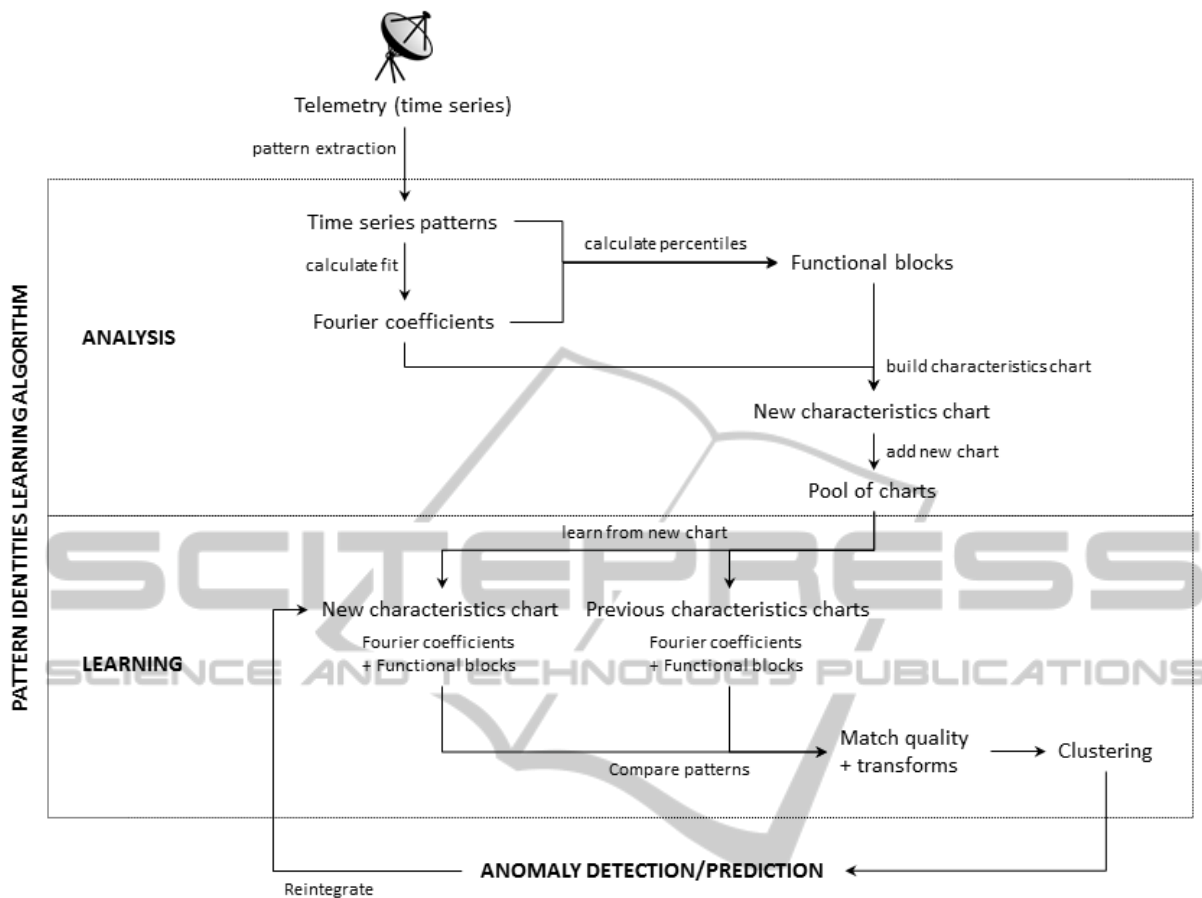 Telemetry (time series)
pattern extraction
Time series patterns
calculate percentiles
Functional blocks
calculate fit
Fourier coefficients
PATTERN IDENTITIES LEARNING ALGORITHM
ANALYSIS
build characteristics chart
New characteristics chart
add new chart
Pool of charts
learn from new chart
SCITEPRESS
New characteristics chart
Previous characteristics charts
Fourier coefficients
+ Functional blocks
Fourier coefficients
+ Functional blocks
LEARNING
SCIENCE AND TECHNOLOGY PUBLICATIONS
Match quality
+ transforms
Clustering
Compare patterns
ANOMALY DETECTION/PREDICTION
Reintegrate